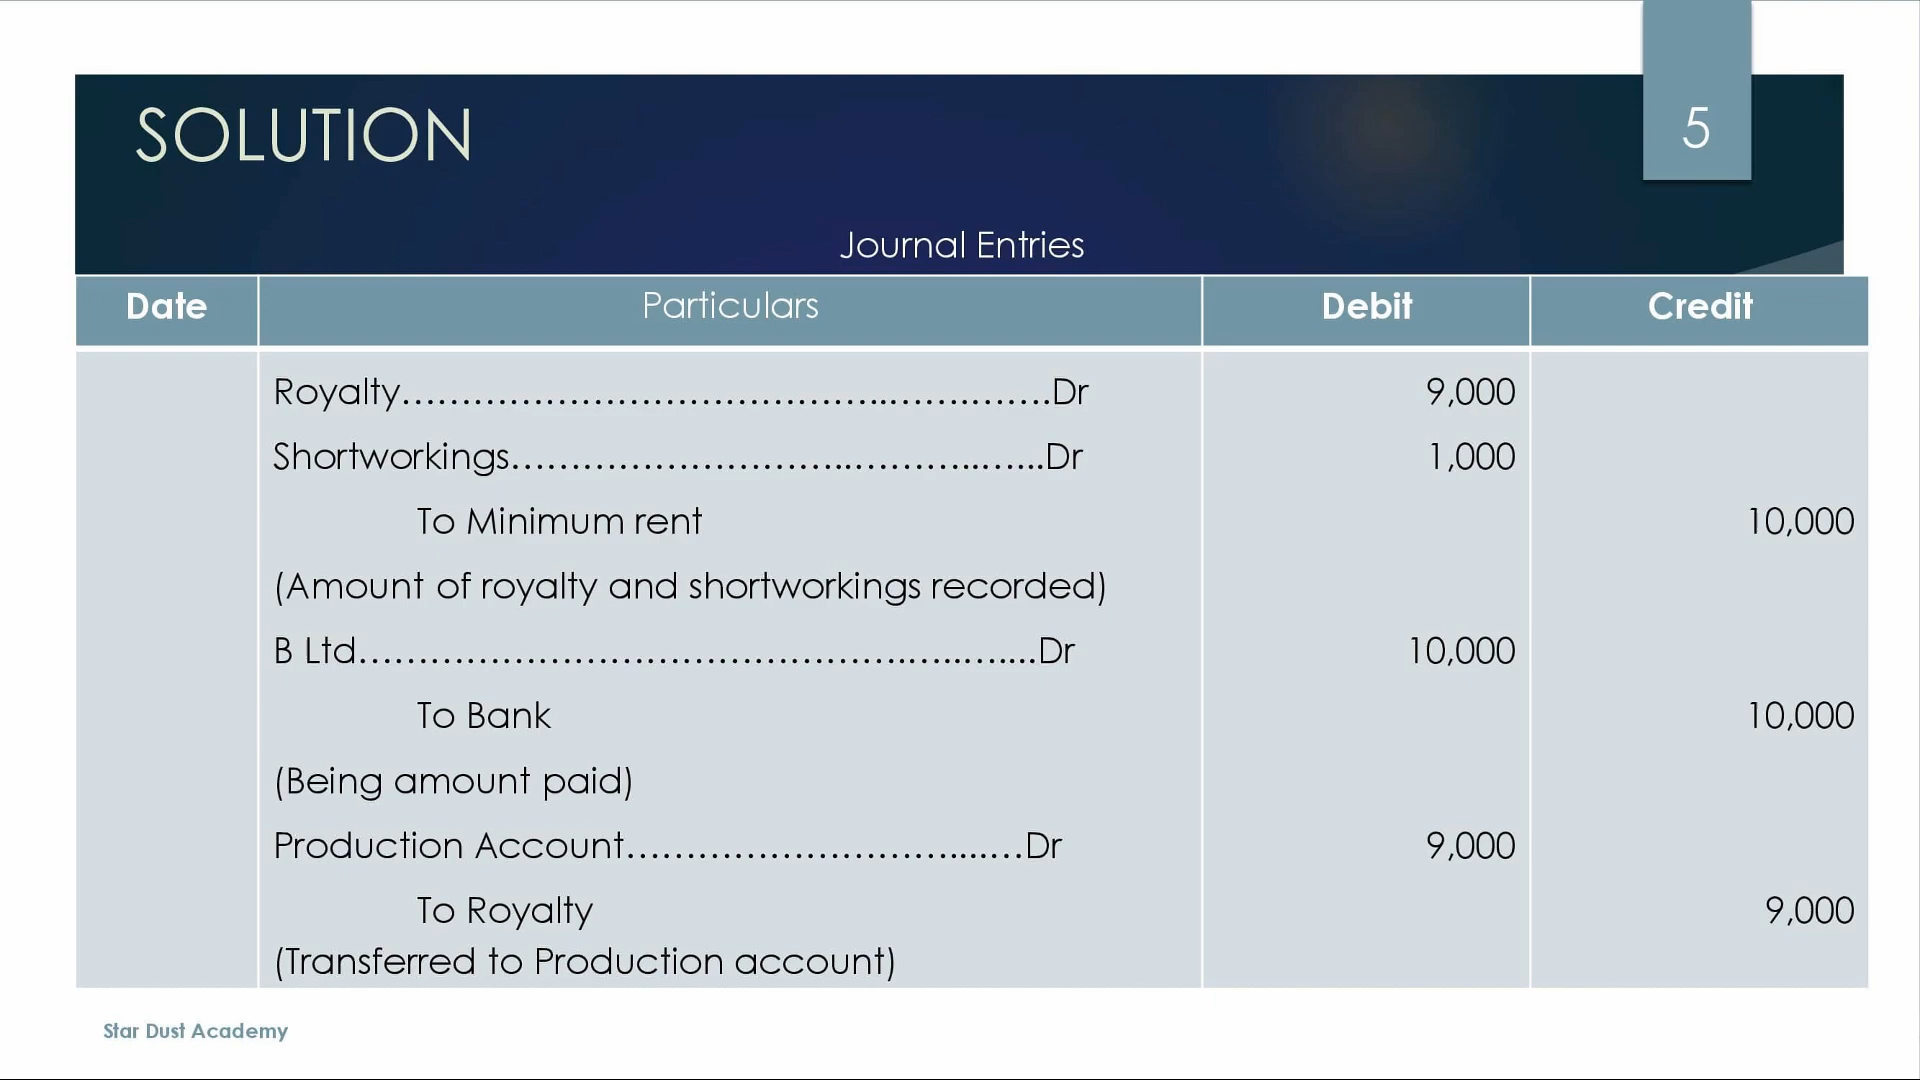 5
SOLUTION
Journal Entries
Date Particulars Debit Credit
Royalty…………………………………..…….…….Dr 9,000
Shortworkings………………………..………..…...Dr 1,000
To Minimum rent 10,000
(Amount of royalty and shortworkings recorded)
B Ltd……………………………………….…..…....Dr 10,000
To Bank 10,000
(Being amount paid)
Production Account………………………....…Dr 9,000
To Royalty 9,000
(Transferred to Production account)
Star Dust Academy